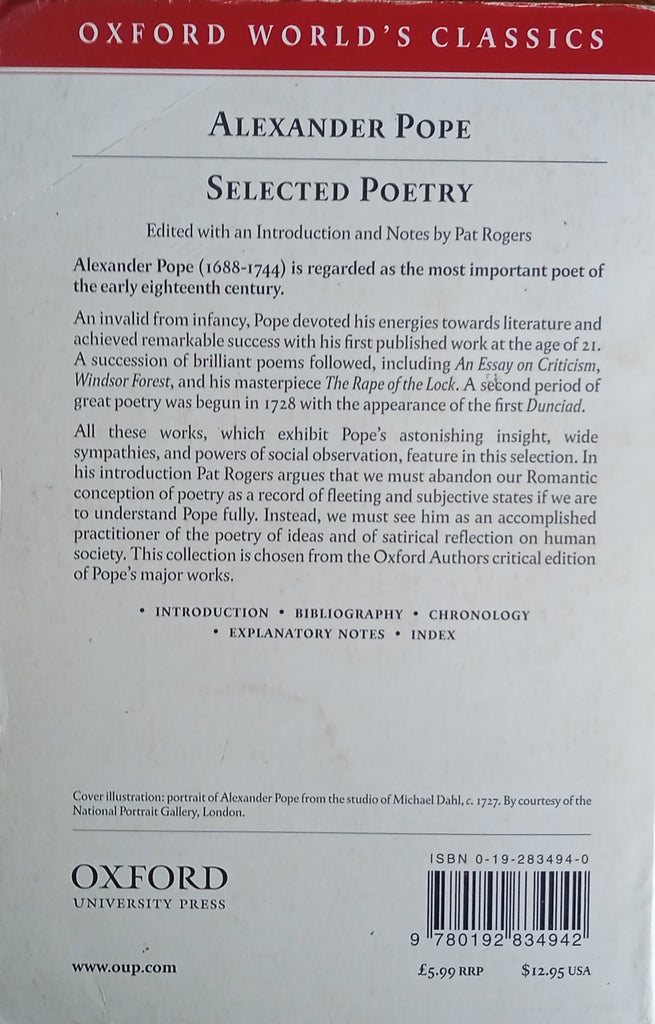 OXFORD WORLD'S CLASSICS
ALEXANDER POPE
SELECTED POETRY
Edited with an Introduction and Notes by Pat Rogers
Alexander Pope (1688-1744) is regarded as the most important poet of
the early eighteenth century.
An invalid from infancy, Pope devoted his energies towards literature and
achieved remarkable success with his first published work at the age of 21.
A succession of brilliant poems followed, including An Essay on Criticism,
Windsor Forest, and his masterpiece The Rape of the Lock. A second period of
great poetry was begun in 1728 with the appearance of the first Dunciad.
All these works, which exhibit Pope's astonishing insight, wide
sympathies, and powers of social observation, feature in this selection. In
his introduction Pat Rogers argues that we must abandon our Romantic
conception of poetry as a record of fleeting and subjective states if we are
to understand Pope fully. Instead, we must see him as an accomplished
practitioner of the poetry of ideas and of satirical reflection on human
society. This collection is chosen from the Oxford Authors critical edition
of Pope's major works.
• INTRODUCTION • BIBLIOGRAPHY • CHRONOLOGY
• EXPLANATORY NOTES • INDEX
Cover illustration: portrait of Alexander Pope from the studio of Michael Dahl, c. 1727. By courtesy of the
National Portrait Gallery, London.
OXFORD
UNIVERSITY PRESS
www.oup.com
ISBN 0-19-283494-0
9 780192 834942
£5.99 RRP $12.95 USA